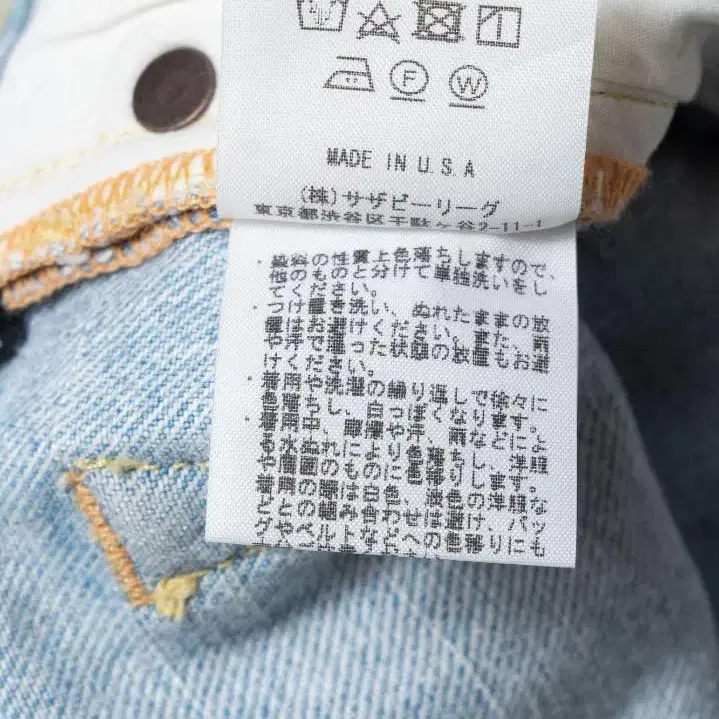 F
W
MADE IN U.S.A
(株)サザビーリーグ
東京都渋谷区千駄ケ谷2-11-1
・染料の性質上色落ちしますので、
他のものと分けて単独洗いをし
てください。
・つけ置き洗い、ぬれたままの放
置はお避けください。また、雨
や汗で湿った状態の放置もお避
けください。
・着用や洗濯の繰り返しで徐々に
色落ちし、白っぽくなります。
・着用中、摩擦や汗、雨などによ
る水ぬれにより色落ちし、洋服
や周囲のものに色移りします。
着用の際は白色、淡色の洋服な
どとの組み合わせは避け、バッ
グやベルトなどへの色移りにも